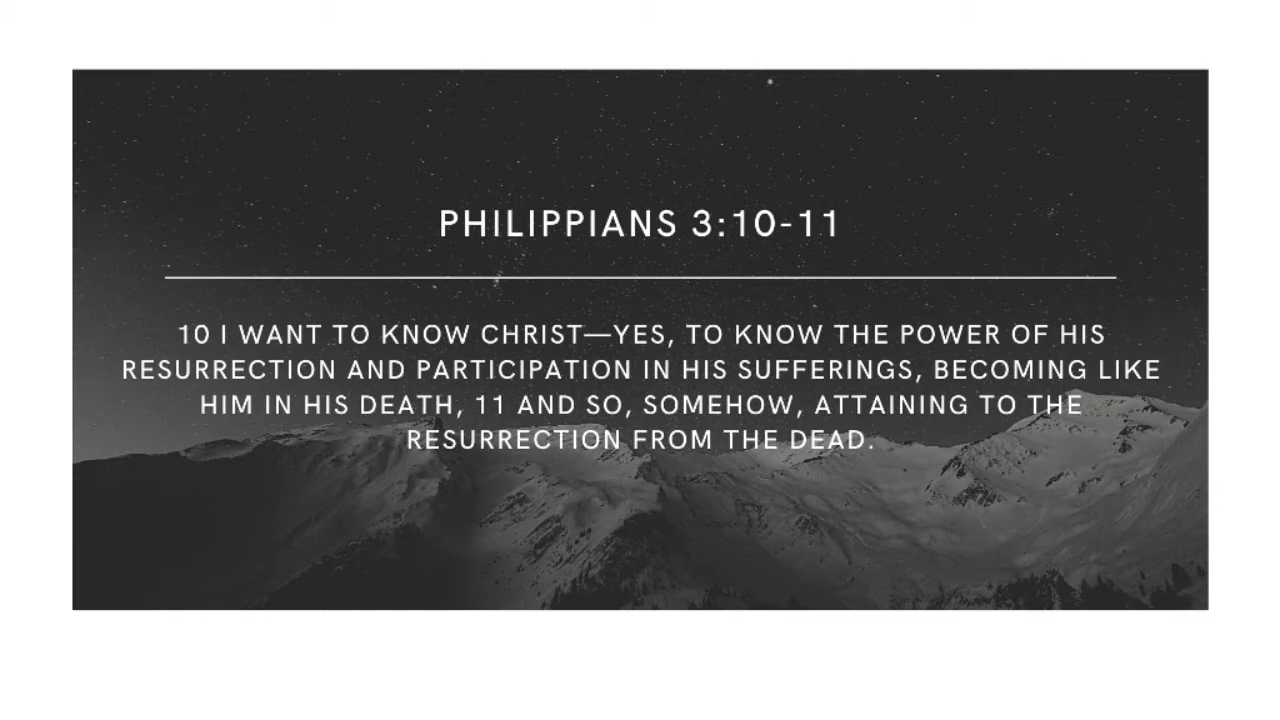 PHILIPPIANS 3:10-11
10 I WANT TO KNOW CHRIST—YES, TO KNOW THE POWER OF HIS
RESURRECTION AND PARTICIPATION IN HIS SUFFERINGS, BECOMING LIKE
HIM IN HIS DEATH, 11 AND SO, SOMEHOW, ATTAINING TO THE
RESURRECTION FROM THE DEAD.